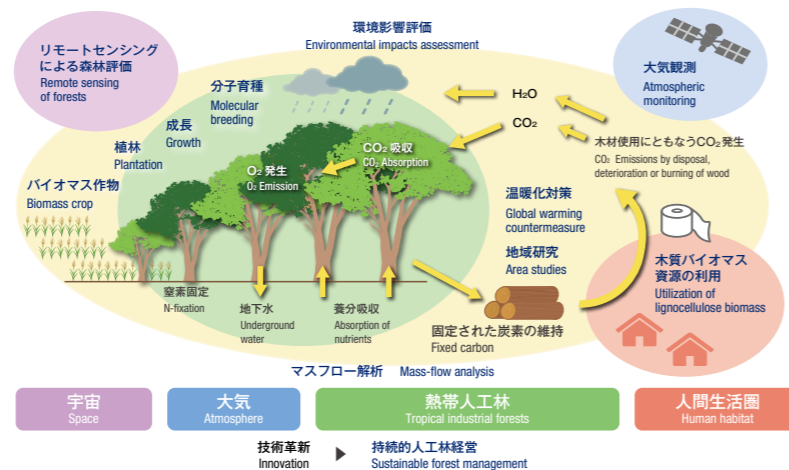 環境影響評価
Environmental impacts assessment
リモートセンシング
による森林評価
Remote sensing
of forests
大気観測
Atmospheric
monitoring
分子育種
Molecular
breeding
成長
Growth
植林
Plantation
バイオマス作物
Biomass crop
H₂O
CO₂
CO₂ 吸収
CO₂ Absorption
O₂ 発生
O₂ Emission
木材使用にともなうCO₂ 発生
CO₂ Emissions by disposal,
deterioration or burning of wood
温暖化対策
Global warming
countermeasure
地域研究
Area studies
木質バイオマス
資源の利用
Utilization of
lignocellulose biomass
窒素固定
N-fixation
地下水
Underground
water
養分吸収
Absorption of
nutrients
固定された炭素の維持
Fixed carbon
マスフロー解析 Mass-flow analysis
宇宙
Space
大気
Atmosphere
熱帯人工林
Tropical industrial forests
人間生活圏
Human habitat
技術革新
Innovation
持続的人工林経営
Sustainable forest management